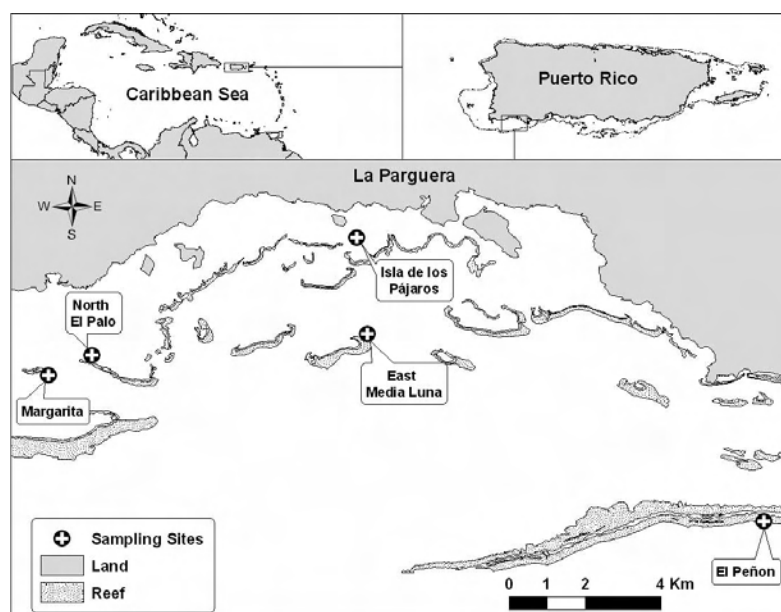 Caribbean Sea
Puerto Rico
La Parguera
N
W E
S
Isla de los
Pájaros
North
El Palo
East
Media Luna
Margarita
Sampling Sites
Land
Reef
El Peñon
0 1 2 4 Km